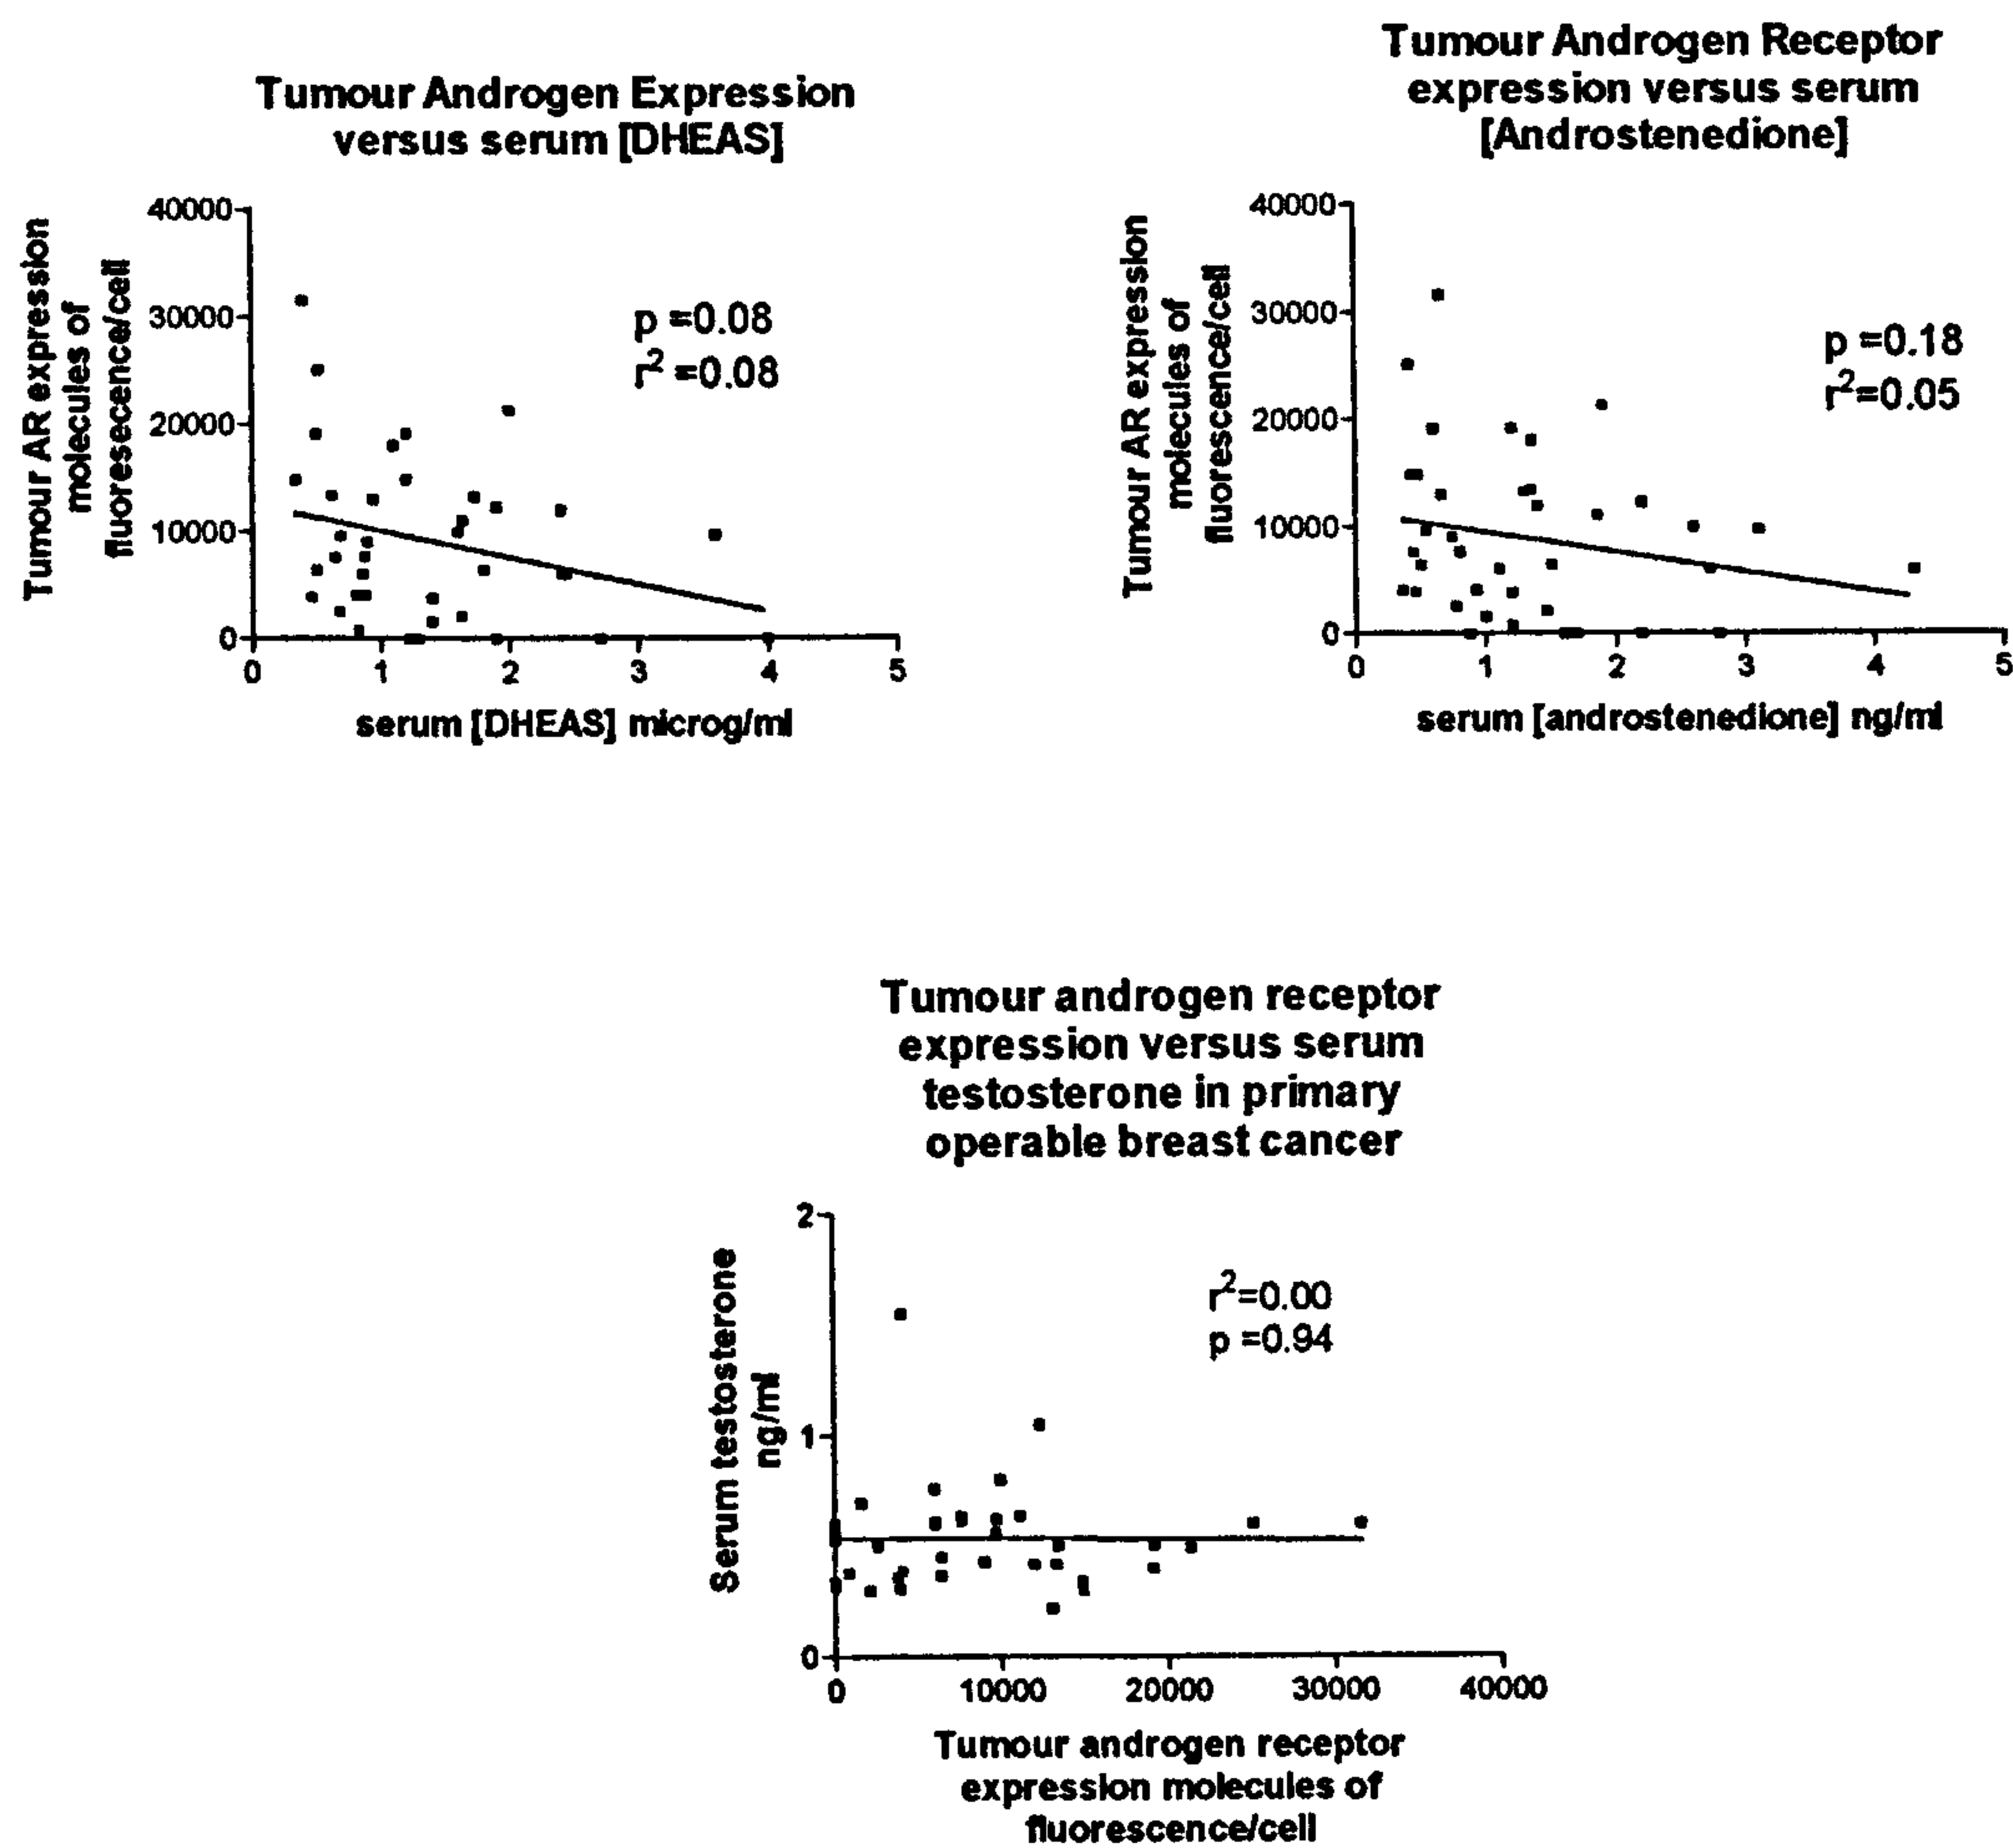 Tumour Androgen Expression
versus serum [DHEAS]
Tumour AR expression
molecules of
fluoresecence/cell
40000
30000
20000
10000
0
p =0.08
r² =0.08
0 1 2 3 4 5
serum [DHEAS] microg/ml
Tumour Androgen Receptor
expression versus serum
[Androstenedione]
Tumour AR expression
molecules of
fluorescence/cell
40000
30000
20000
10000
0
p =0.18
r²=0.05
0 1 2 3 4 5
serum [androstenedione] ng/ml
Tumour androgen receptor
expression versus serum
testosterone in primary
operable breast cancer
Serum testosterone
ng/ml
2
1
0
r²=0.00
p =0.94
0 10000 20000 30000 40000
Tumour androgen receptor
expression molecules of
fluorescence/cell